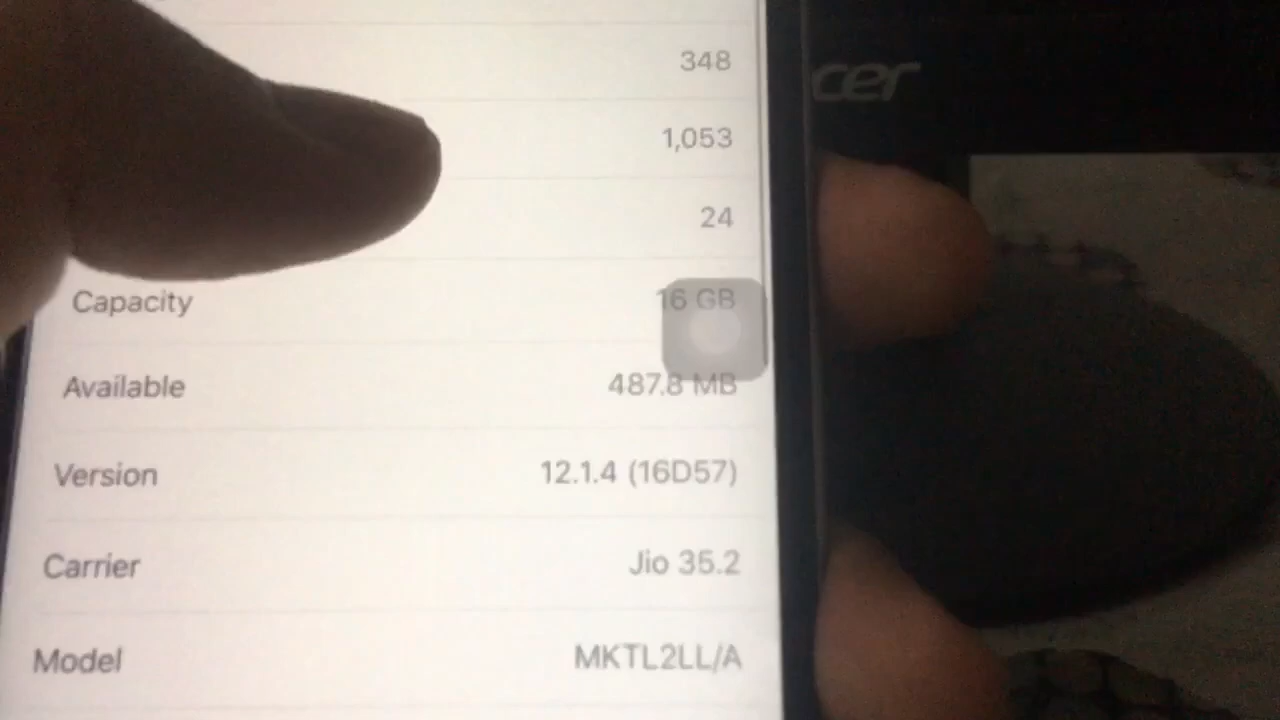 348
cer
1,053
24
Capacity 16 GB
Available 487.8 MB
Version 12.1.4 (16D57)
Carrier Jio 35.2
Model MKTL2LL/A